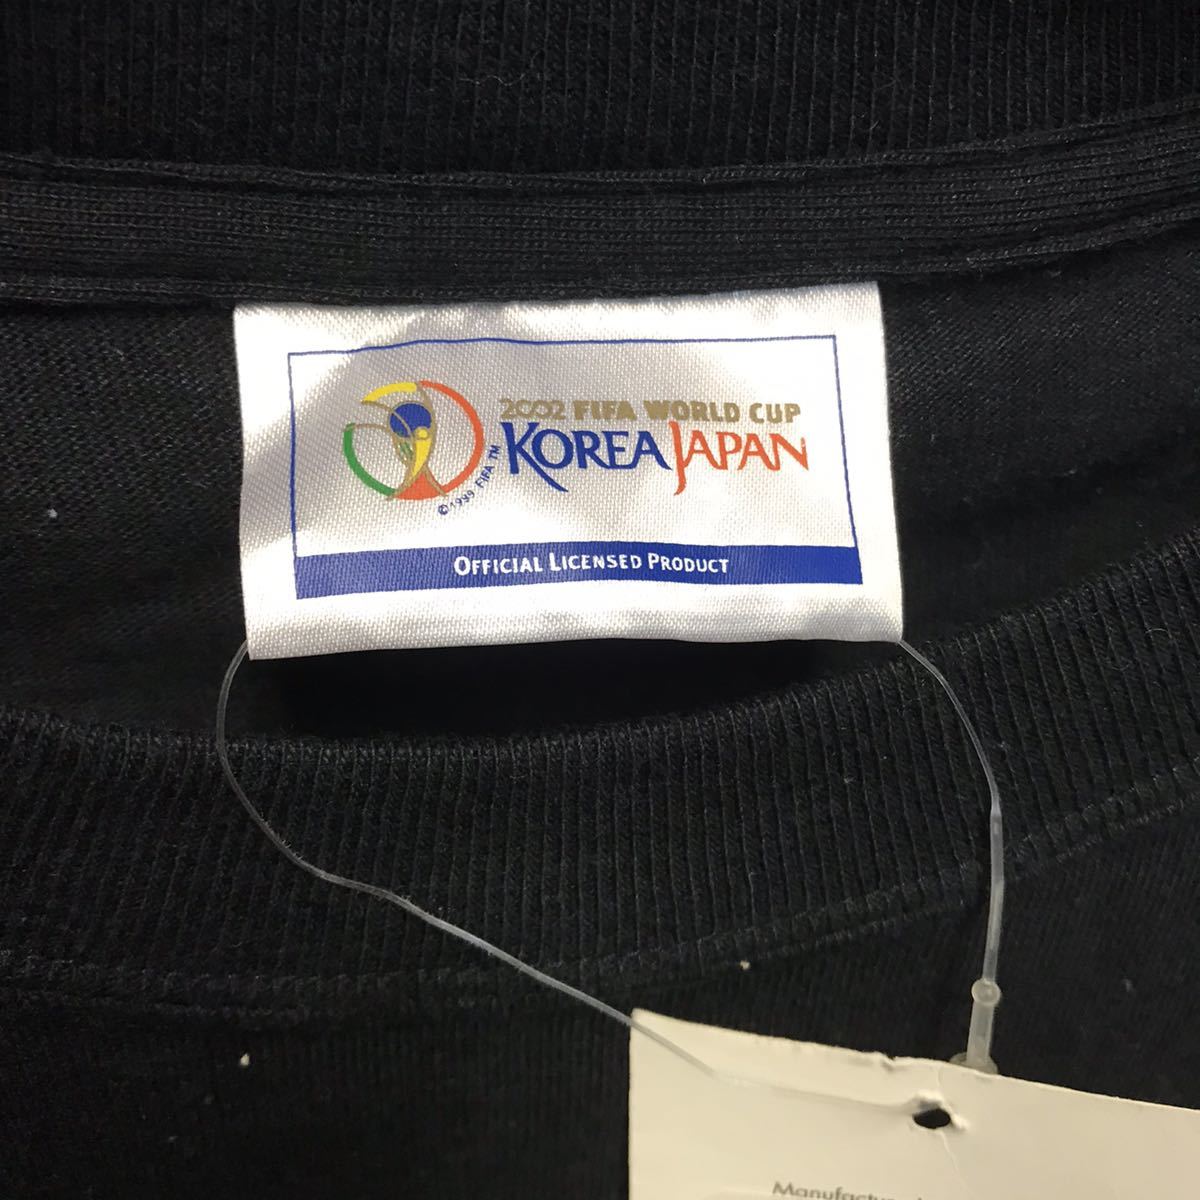 2002 FIFA WORLD CUP
KOREA JAPAN
©1999 FIFA TM
OFFICIAL LICENSED PRODUCT